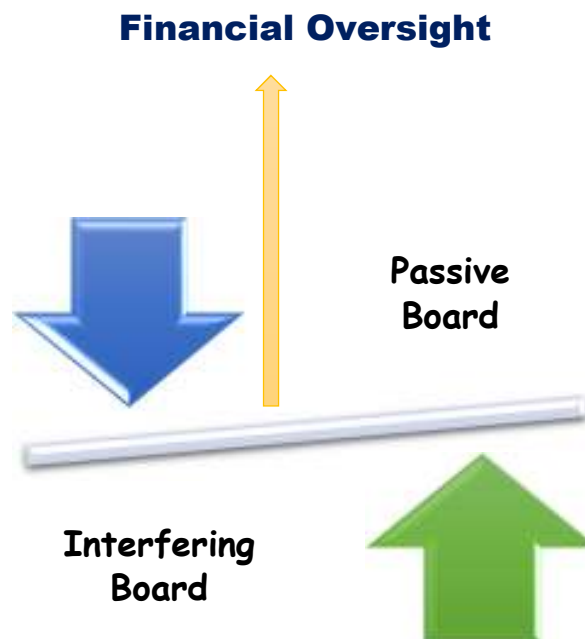 Financial Oversight
Passive
Board
Interfering
Board